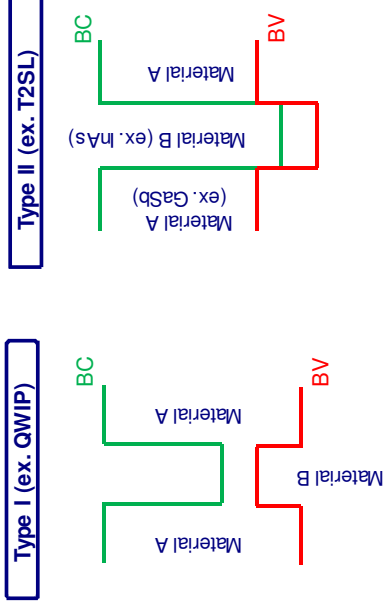 Type I (ex. QWIP)
BC
Material A
Material A
Material B
BV
Type II (ex. T2SL)
BC
Material A
(ex. GaSb)
Material B (ex. InAs)
Material A
BV